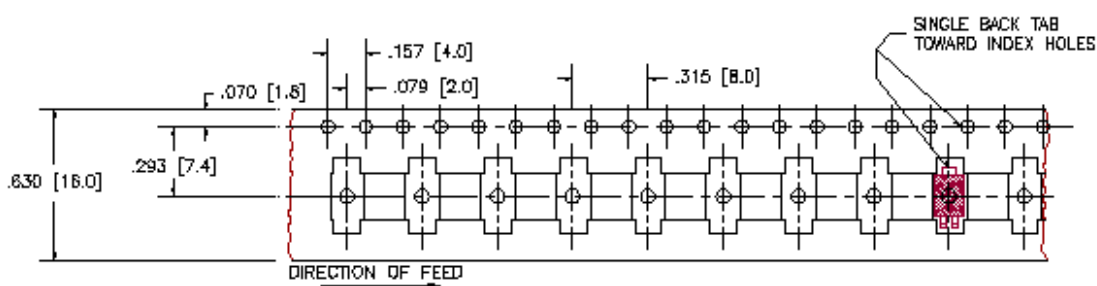 SINGLE BACK TAB
TOWARD INDEX HOLES
.157 [4.0]
.079 [2.0]
.315 [8.0]
.070 [1.8]
.293 [7.4]
.630 [16.0]
DIRECTION OF FEED